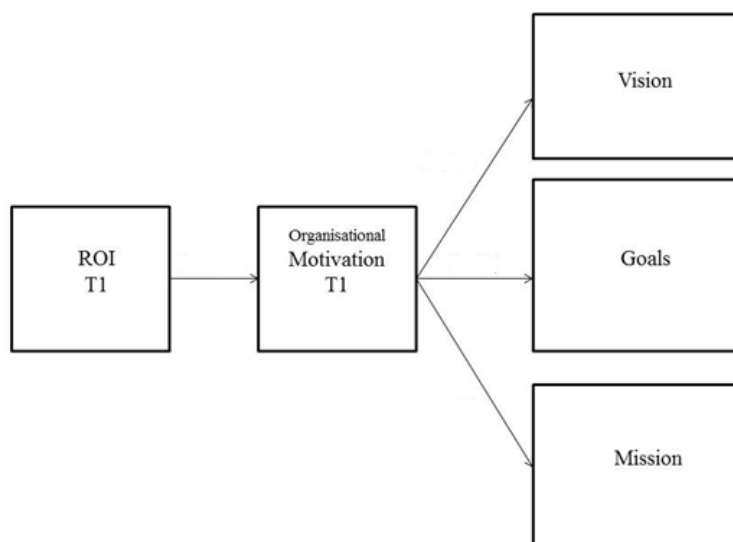 Vision
ROI
T1
Organisational
Motivation
T1
Goals
Mission